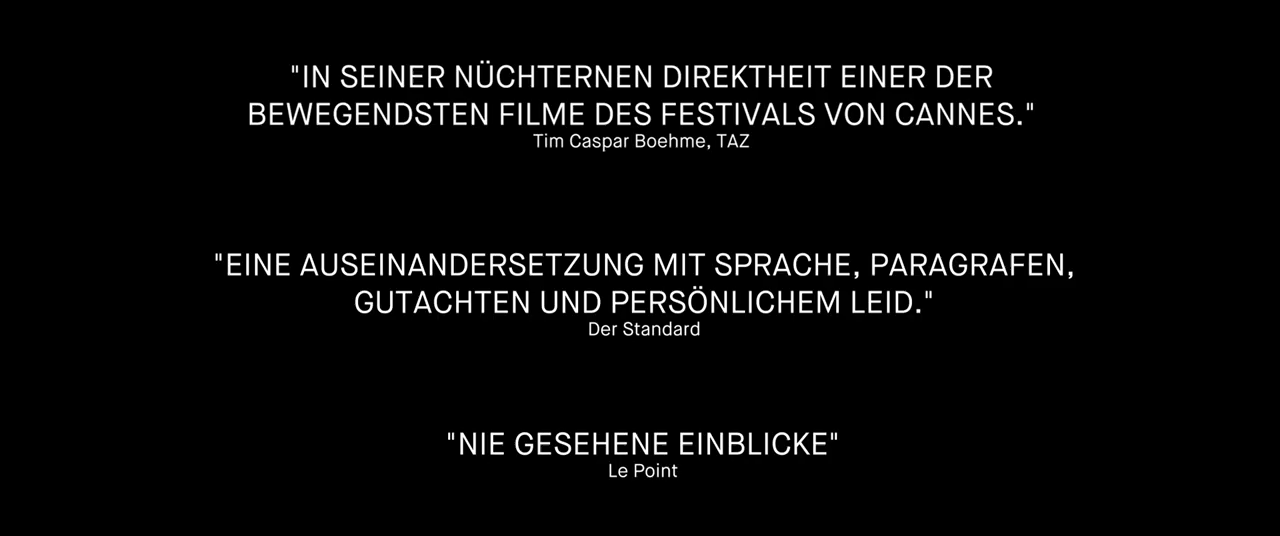 "IN SEINER NÜCHTERNEN DIREKTHEIT EINER DER
BEWEGENDSTEN FILME DES FESTIVALS VON CANNES."
Tim Caspar Boehme, TAZ
"EINE AUSEINANDERSETZUNG MIT SPRACHE, PARAGRAFEN,
GUTACHTEN UND PERSÖNLICHEM LEID."
Der Standard
"NIE GESEHENE EINBLICKE"
Le Point